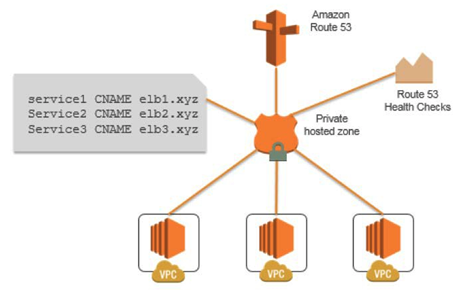 Amazon
Route 53
service1 CNAME elb1.xyz
Service2 CNAME elb2.xyz
Service3 CNAME elb3.xyz
Private
hosted zone
Route 53
Health Checks
VPC
VPC
VPC